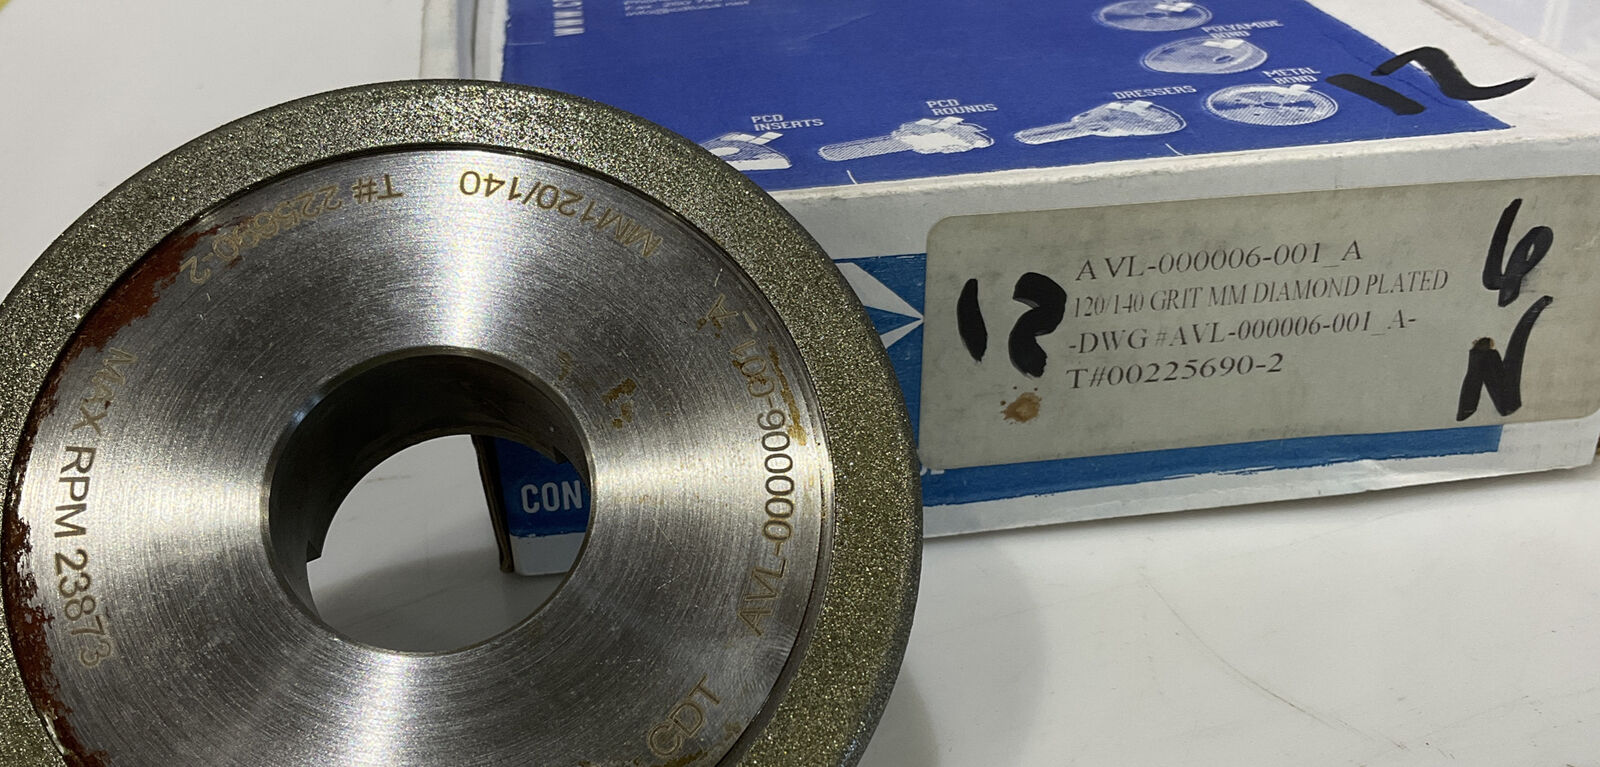 POLYAMIDE
BOND
METAL
BOND
DRESSERS
PCD
ROUNDS
PCD
INSERTS
12
AVL-000006-001_A
120/140 GRIT MM DIAMOND PLATED
-DWG #AVL-000006-001_A-
T#00225690-2
12
6
N
CON
T# 225690-2
MM120/140
AVL-000006-001_A
CDT
MAX RPM 23873